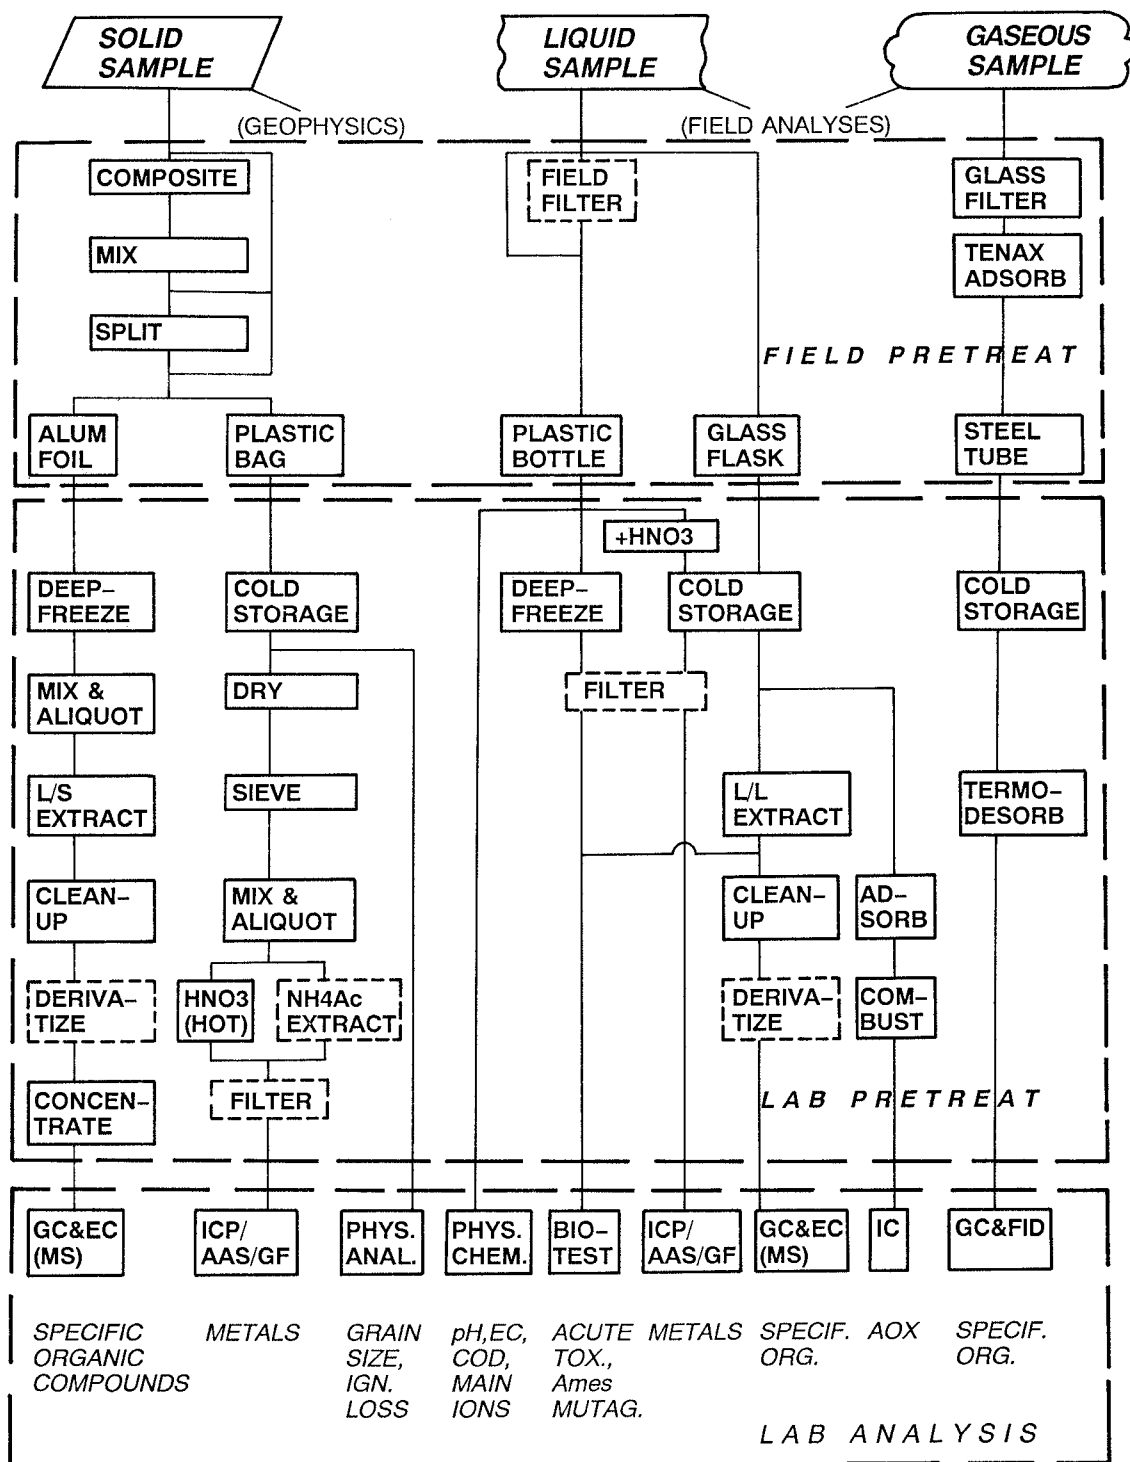 SOLID
SAMPLE
LIQUID
SAMPLE
GASEOUS
SAMPLE
(GEOPHYSICS)
(FIELD ANALYSES)
COMPOSITE
MIX
SPLIT
FIELD
FILTER
GLASS
FILTER
TENAX
ADSORB
FIELD PRETREAT
ALUM
FOIL
PLASTIC
BAG
PLASTIC
BOTTLE
GLASS
FLASK
STEEL
TUBE
+HNO3
DEEP-
FREEZE
COLD
STORAGE
DEEP-
FREEZE
COLD
STORAGE
COLD
STORAGE
MIX &
ALIQUOT
DRY
FILTER
L/S
EXTRACT
SIEVE
L/L
EXTRACT
TERMO-
DESORB
CLEAN-
UP
MIX &
ALIQUOT
CLEAN-
UP
AD-
SORB
DERIVA-
TIZE
HNO3
(HOT)
NH4Ac
EXTRACT
DERIVA-
TIZE
COM-
BUST
CONCEN-
TRATE
FILTER
LAB PRETREAT
GC&EC
(MS)
ICP/
AAS/GF
PHYS.
ANAL.
PHYS.
CHEM.
BIO-
TEST
ICP/
AAS/GF
GC&EC
(MS)
IC
GC&FID
SPECIFIC
ORGANIC
COMPOUNDS
METALS
GRAIN
SIZE,
IGN.
LOSS
pH,EC,
COD,
MAIN
IONS
ACUTE
TOX.,
Ames
MUTAG.
METALS
SPECIF.
ORG.
AOX
SPECIF.
ORG.
LAB ANALYSIS